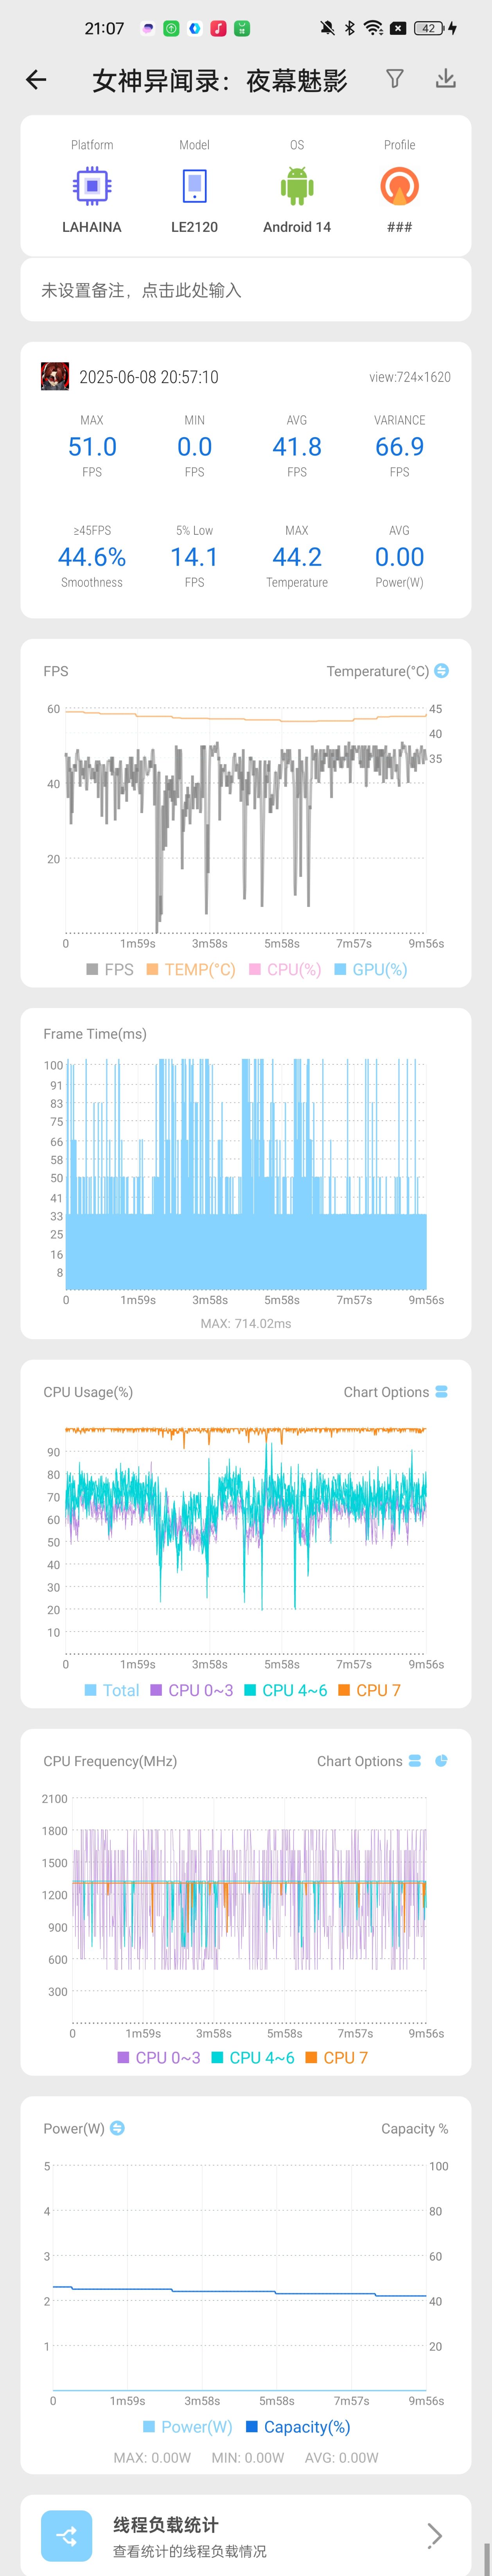 21:07
42
女神异闻录：夜幕魅影
Platform Model OS Profile
LAHAINA LE2120 Android 14 ###
未设置备注，点击此处输入
2025-06-08 20:57:10 view:724×1620
MAX MIN AVG VARIANCE
51.0 0.0 41.8 66.9
FPS FPS FPS FPS
≥45FPS 5% Low MAX AVG
44.6% 14.1 44.2 0.00
Smoothness FPS Temperature Power(W)
FPS Temperature(°C)
60 45
40
35
40
20
0 1m59s 3m58s 5m58s 7m57s 9m56s
FPS TEMP(°C) CPU(%) GPU(%)
Frame Time(ms)
100
91
83
75
66
58
50
41
33
25
16
8
0 1m59s 3m58s 5m58s 7m57s 9m56s
MAX: 714.02ms
CPU Usage(%) Chart Options
90
80
70
60
50
40
30
20
10
0 1m59s 3m58s 5m58s 7m57s 9m56s
Total CPU 0~3 CPU 4~6 CPU 7
CPU Frequency(MHz) Chart Options
2100
1800
1500
1200
900
600
300
0 1m59s 3m58s 5m58s 7m57s 9m56s
CPU 0~3 CPU 4~6 CPU 7
Power(W) Capacity %
5 100
4 80
3 60
2 40
1 20
0 1m59s 3m58s 5m58s 7m57s 9m56s
Power(W) Capacity(%)
MAX: 0.00W MIN: 0.00W AVG: 0.00W
线程负载统计
查看统计的线程负载情况